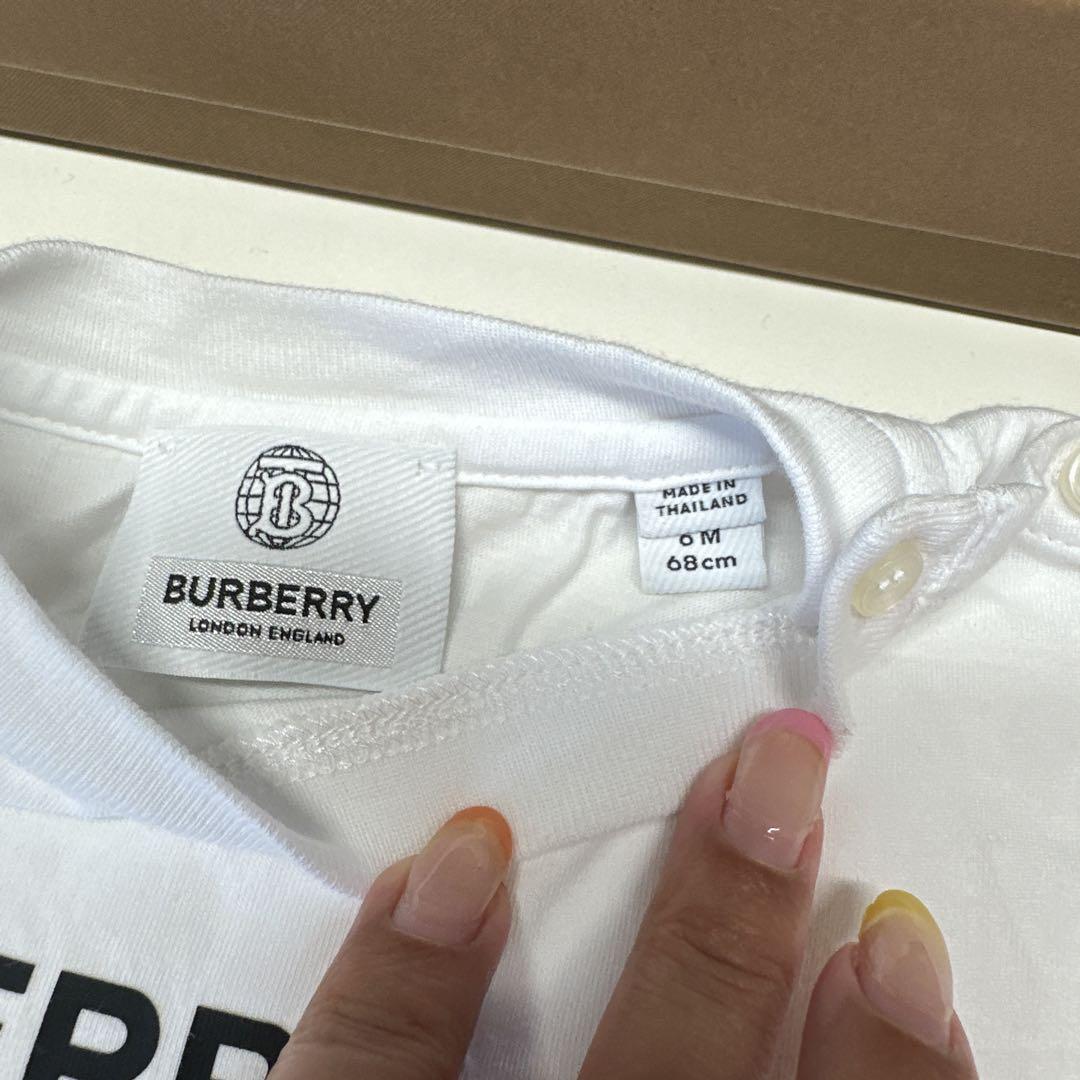 B
BURBERRY
LONDON ENGLAND
MADE IN
THAILAND
6 M
68cm
ERR